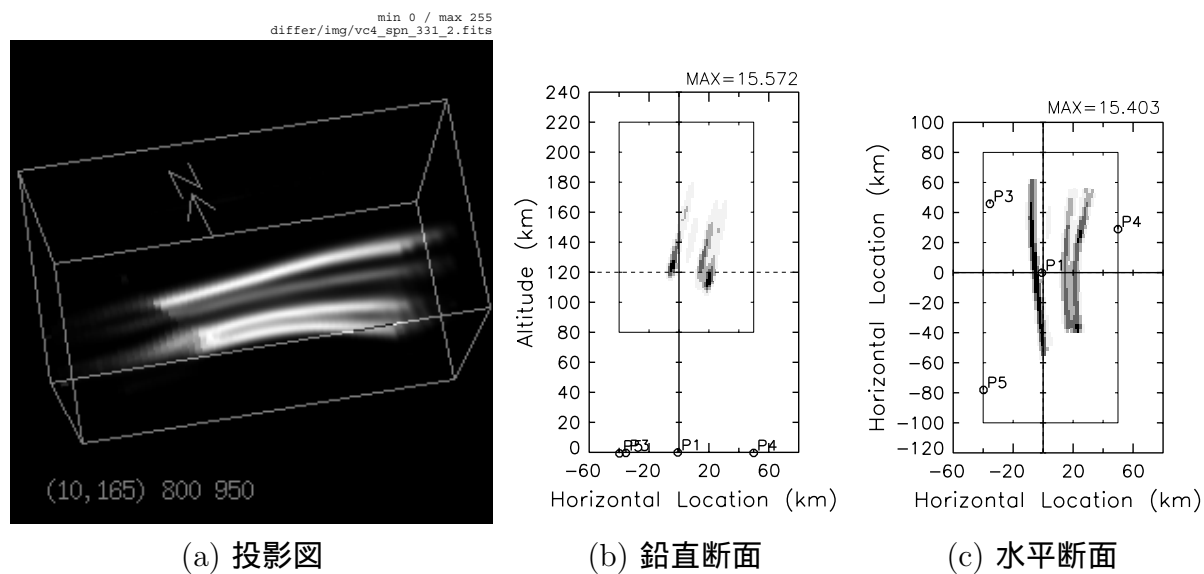 min 0 / max 255
differ/img/vc4_spn_331_2.fits
N
(10,165) 800 950
(a) 投影図
MAX=15.572
Altitude (km)
240
220
200
180
160
140
120
100
80
60
40
20
0
P5
P3
P1
P4
-60
-20
20
60
Horizontal Location (km)
(b) 鉛直断面
MAX=15.403
Horizontal Location (km)
100
80
60
40
20
0
-20
-40
-60
-80
-100
-120
P3
P4
P1
P5
-60
-20
20
60
Horizontal Location (km)
(c) 水平断面